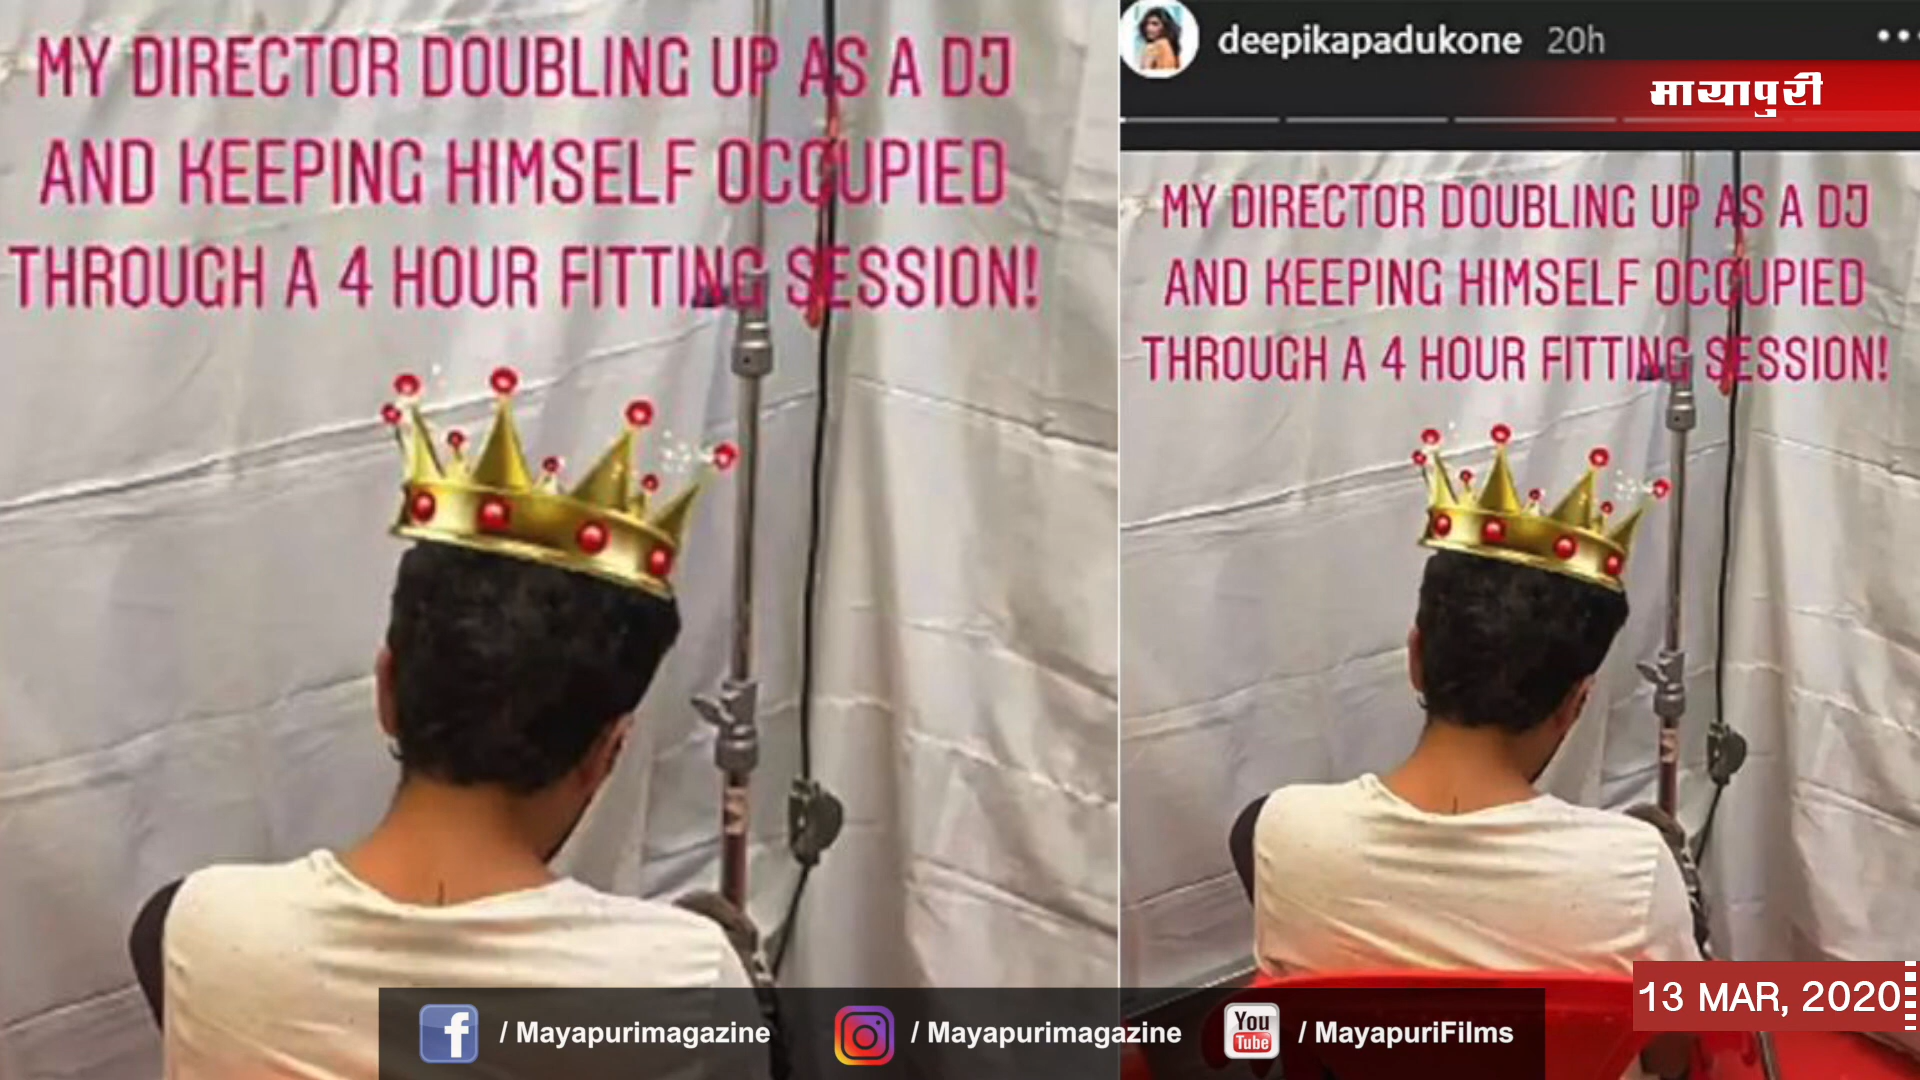 MY DIRECTOR DOUBLING UP AS A DJ
AND KEEPING HIMSELF OCCUPIED
THROUGH A 4 HOUR FITTING SESSION!
deepikapadukone 20h
मायापुरी
MY DIRECTOR DOUBLING UP AS A DJ
AND KEEPING HIMSELF OCCUPIED
THROUGH A 4 HOUR FITTING SESSION!
13 MAR, 2020
f / Mayapurimagazine
/ Mayapurimagazine
You Tube / MayapuriFilms